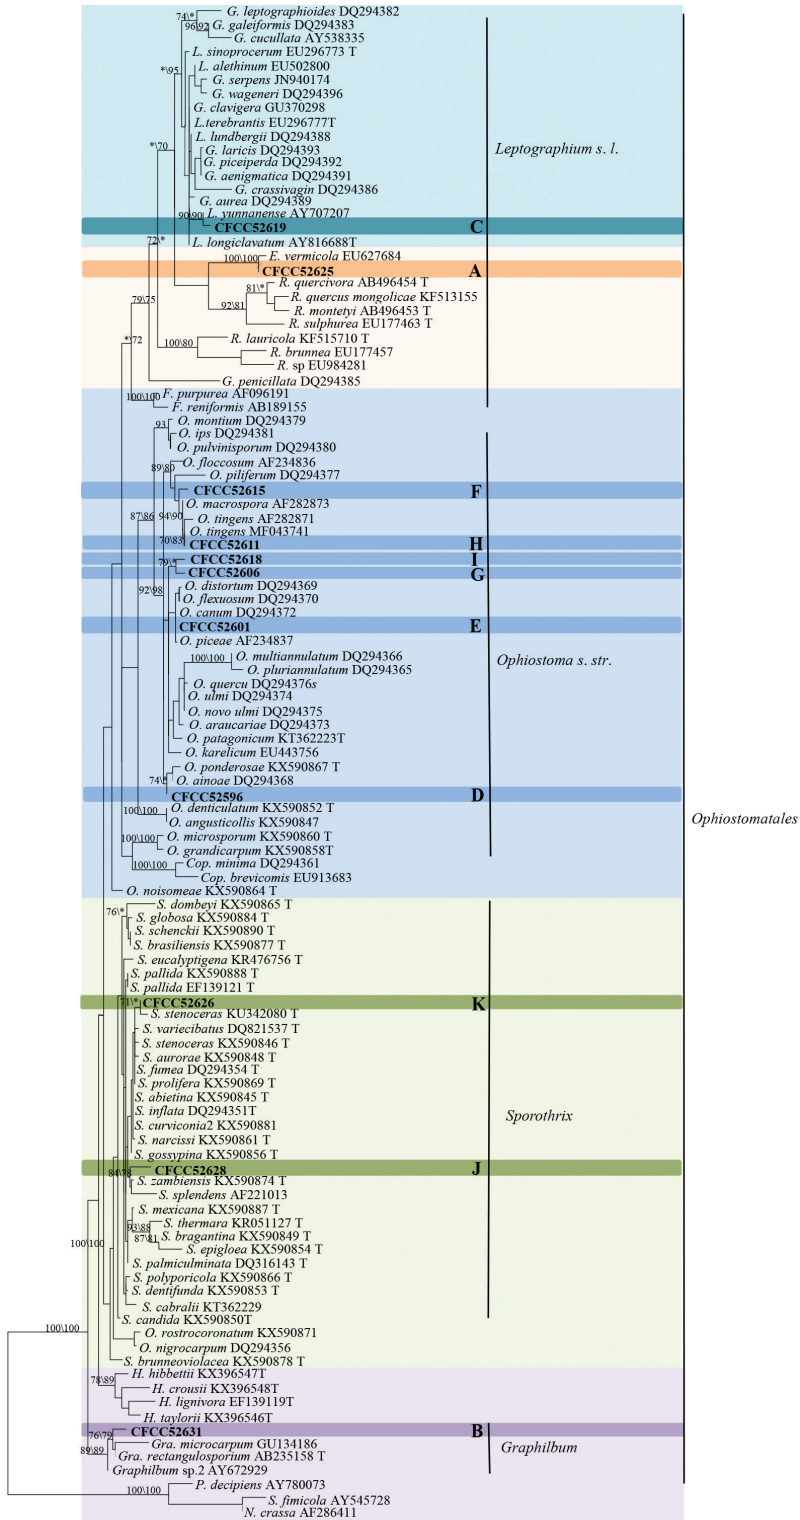 G. leptographioides DQ294382
74\*
G. galeiformis DQ294383
96\92
G. cucullata AY538335
L. sinoprocerum EU296773 T
L. alethinum EU502800
*\95
G. serpens JN940174
G. wageneri DQ294396
G. clavigera GU370298
L.terebrantis EU296777T
L. lundbergii DQ294388
*\70
G. laricis DQ294393
Leptographium s. l.
G. piceiperda DQ294392
G. aenigmatica DQ294391
G. crassivagin DQ294386
G. aurea DQ294389
90\90
L. yunnanense AY707207
CFCC52619 C
72\*
L. longiclavatum AY816688T
E. vermicola EU627684
100\100
CFCC52625 A
R. quercivora AB496454 T
81\*
R. quercus mongolicae KF513155
79\75
92\81
R. montetyi AB496453 T
R. sulphurea EU177463 T
R. lauricola KF515710 T
*\72
100\80
R. brunnea EU177457
R. sp EU984281
G. penicillata DQ294385
100\100
F. purpurea AF096191
F. reniformis AB189155
O. montium DQ294379
93
O. ips DQ294381
O. pulvinisporum DQ294380
O. floccosum AF234836
89\80
O. piliferum DQ294377
CFCC52615 F
O. macrospora AF282873
87\86
94\90
O. tingens AF282871
O. tingens MF043741
70\83
CFCC52611 H
CFCC52618 I
79\*
CFCC52606 G
O. distortum DQ294369
92\98
O. flexuosum DQ294370
O. canum DQ294372
CFCC52601 E
O. piceae AF234837
O. multiannulatum DQ294366
100\100
Ophiostoma s. str.
O. pluriannulatum DQ294365
O. quercu DQ294376s
O. ulmi DQ294374
O. novo ulmi DQ294375
O. araucariae DQ294373
O. patagonicum KT362223T
O. karelicum EU443756
O. ponderosae KX590867 T
74\*
O. ainoae DQ294368
CFCC52596 D
O. denticulatum KX590852 T
100\100
Ophiostomatales
O. angusticollis KX590847
O. microsporum KX590860 T
100\100
O. grandicarpum KX590858T
Cop. minima DQ294361
100\100
Cop. brevicomis EU913683
O. noisomeae KX590864 T
S. dombeyi KX590865 T
76\*
S. globosa KX590884 T
S. schenckii KX590890 T
S. brasiliensis KX590877 T
S. eucalyptigena KR476756 T
S. pallida KX590888 T
S. pallida EF139121 T
71\*
CFCC52626 K
S. stenoceras KU342080 T
S. variecibatus DQ821537 T
S. stenoceras KX590846 T
S. aurorae KX590848 T
S. fumea DQ294354 T
S. prolifera KX590869 T
S. abietina KX590845 T
S. inflata DQ294351T
Sporothrix
S. curviconia2 KX590881
S. narcissi KX590861 T
S. gossypina KX590856 T
84\78
CFCC52628 J
S. zambiensis KX590874 T
S. splendens AF221013
S. mexicana KX590887 T
93\88
S. thermara KR051127 T
87\81
S. bragantina KX590849 T
100\100
S. epigloea KX590854 T
S. palmiculminata DQ316143 T
S. polyporicola KX590866 T
S. dentifunda KX590853 T
S. cabralii KT362229
S. candida KX590850T
100\100
O. rostrocoronatum KX590871
O. nigrocarpum DQ294356
S. brunneoviolacea KX590878 T
H. hibbettii KX396547T
78\89
H. crousii KX396548T
H. lignivora EF139119T
H. taylorii KX396546T
76\79
CFCC52631 B
Gra. microcarpum GU134186
Graphilbum
89\89
Gra. rectangulosporium AB235158 T
Graphilbum sp.2 AY672929
P. decipiens AY780073
100\100
S. fimicola AY545728
N. crassa AF286411